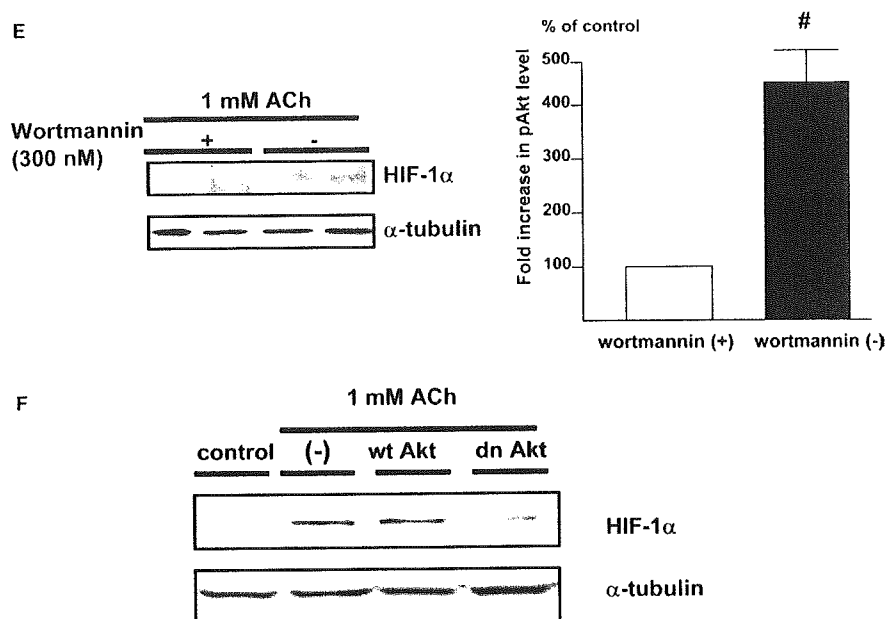 E
1 mM ACh
Wortmannin
(300 nM)
+ -
HIF-1α
α-tubulin
% of control
#
Fold increase in pAkt level
500
400
300
200
100
wortmannin (+) wortmannin (-)
F
1 mM ACh
control (-) wt Akt dn Akt
HIF-1α
α-tubulin